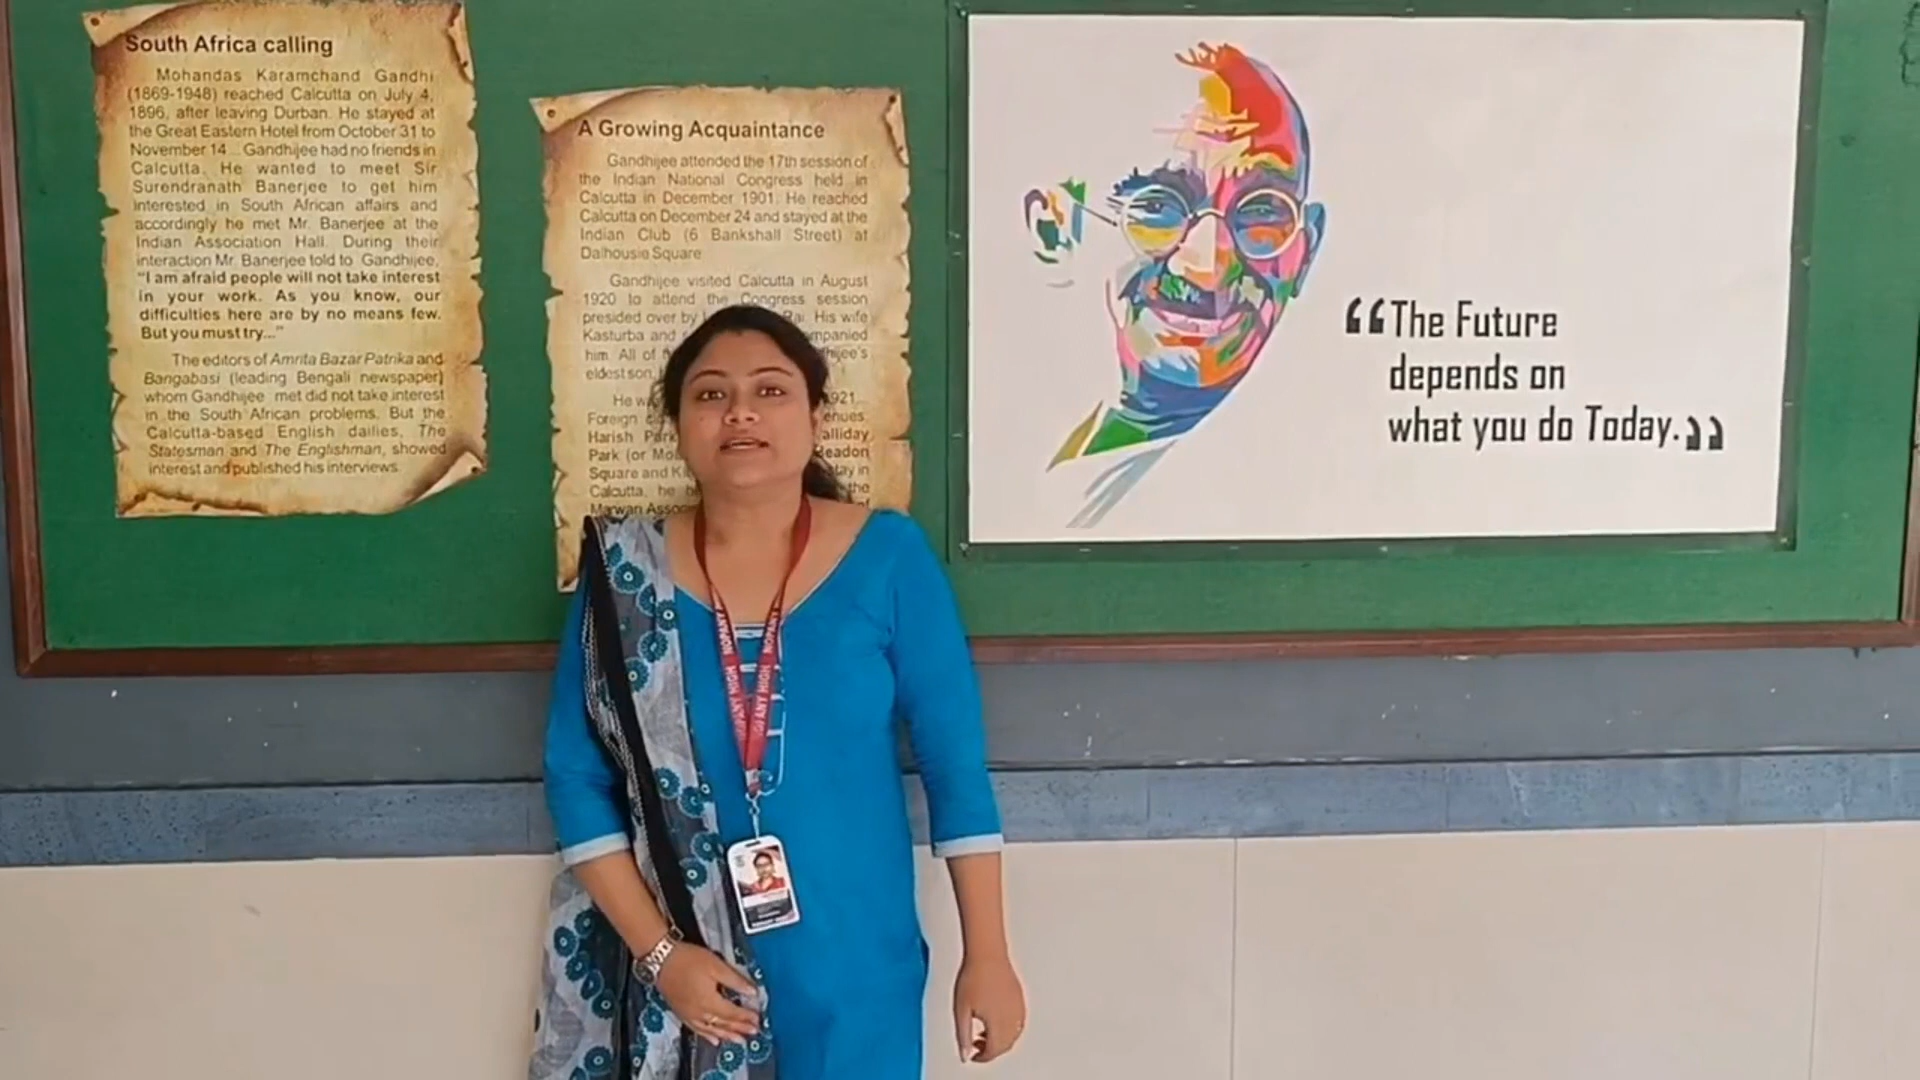 South Africa calling
Mohandas Karamchand Gandhi
(1869-1948) reached Calcutta on July 4,
1896, after leaving Durban. He stayed at
the Great Eastern Hotel from October 31 to
November 14... Gandhijee had no friends in
Calcutta. He wanted to meet Sir
Surendranath Banerjee to get him
interested in South African affairs and
accordingly he met Mr. Banerjee at the
Indian Association Hall. During their
interaction Mr. Banerjee told to Gandhijee,
"I am afraid people will not take interest
in your work. As you know, our
difficulties here are by no means few.
But you must try..."
The editors of Amrita Bazar Patrika and
Bangabasi (leading Bengali newspaper)
whom Gandhijee met did not take interest
in the South African problems. But the
Calcutta-based English dailies, The
Statesman and The Englishman, showed
interest and published his interviews.
A Growing Acquaintance
Gandhijee attended the 17th session of
the Indian National Congress held in
Calcutta in December 1901. He reached
Calcutta on December 24 and stayed at the
Indian Club (6 Bankshall Street) at
Dalhousie Square
Gandhijee visited Calcutta in August
1920 to attend the Congress session
presided over by Rai. His wife
Kasturba and
him. All of
eldest son,
He 1921
Foreign
Harish Park
Park (or
Square and
Calcutta, he the
of
“The Future
depends on
what you do Today.”
NOPANY HIGH NOPANY